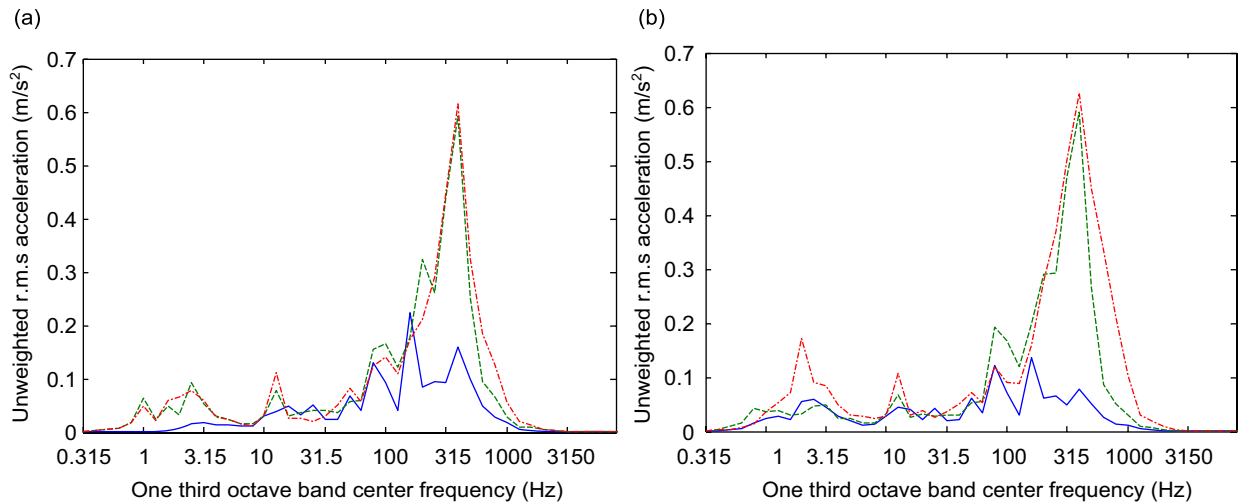 (a)
Unweighted r.m.s acceleration (m/s²)
0.7
0.6
0.5
0.4
0.3
0.2
0.1
0
0.315 1 3.15 10 31.5 100 315 1000 3150
One third octave band center frequency (Hz)
(b)
Unweighted r.m.s acceleration (m/s²)
0.7
0.6
0.5
0.4
0.3
0.2
0.1
0
0.315 1 3.15 10 31.5 100 315 1000 3150
One third octave band center frequency (Hz)